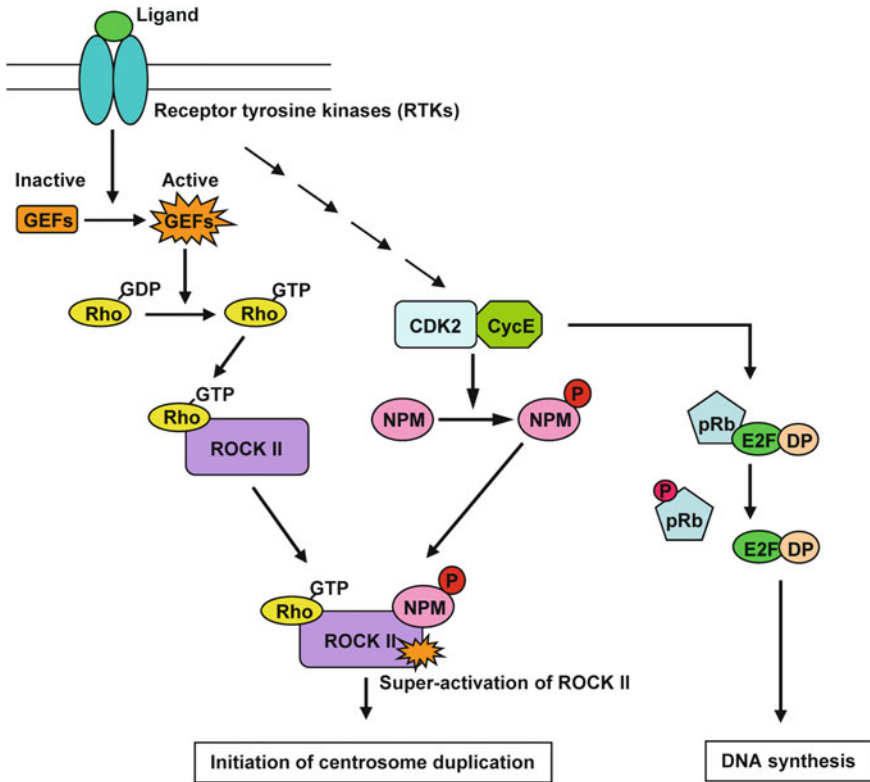 Ligand
Receptor tyrosine kinases (RTKs)
Inactive
Active
GEFs
GEFs
GDP
GTP
Rho
Rho
CDK2
CycE
GTP
Rho
ROCK II
P
NPM
NPM
pRb
E2F
DP
P
pRb
E2F
DP
GTP
P
Rho
NPM
ROCK II
Super-activation of ROCK II
Initiation of centrosome duplication
DNA synthesis